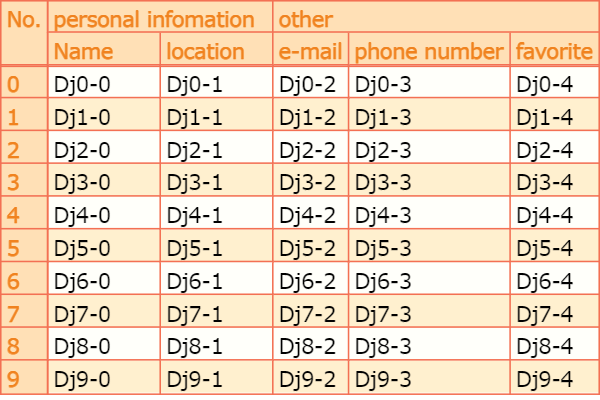 No. personal infomation other
Name location e-mail phone number favorite
0 Dj0-0 Dj0-1 Dj0-2 Dj0-3 Dj0-4
1 Dj1-0 Dj1-1 Dj1-2 Dj1-3 Dj1-4
2 Dj2-0 Dj2-1 Dj2-2 Dj2-3 Dj2-4
3 Dj3-0 Dj3-1 Dj3-2 Dj3-3 Dj3-4
4 Dj4-0 Dj4-1 Dj4-2 Dj4-3 Dj4-4
5 Dj5-0 Dj5-1 Dj5-2 Dj5-3 Dj5-4
6 Dj6-0 Dj6-1 Dj6-2 Dj6-3 Dj6-4
7 Dj7-0 Dj7-1 Dj7-2 Dj7-3 Dj7-4
8 Dj8-0 Dj8-1 Dj8-2 Dj8-3 Dj8-4
9 Dj9-0 Dj9-1 Dj9-2 Dj9-3 Dj9-4